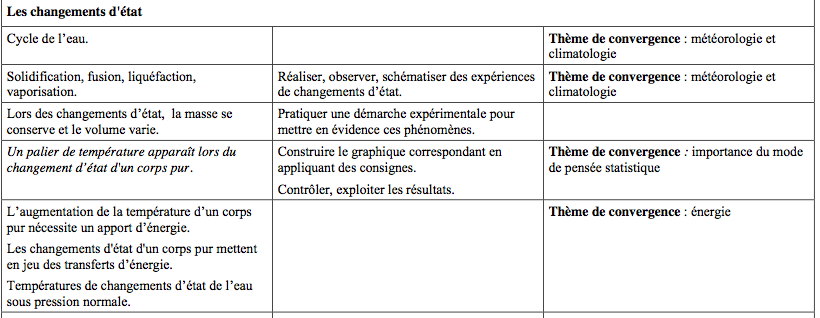 Les changements d'état
Cycle de l'eau.
Thème de convergence : météorologie et
climatologie
Solidification, fusion, liquéfaction,
vaporisation.
Réaliser, observer, schématiser des expériences
de changements d'état.
Thème de convergence : météorologie et
climatologie
Lors des changements d'état, la masse se
conserve et le volume varie.
Pratiquer une démarche expérimentale pour
mettre en évidence ces phénomènes.
Un palier de température apparaît lors du
changement d'état d'un corps pur.
Construire le graphique correspondant en
appliquant des consignes.
Contrôler, exploiter les résultats.
Thème de convergence : importance du mode
de pensée statistique
L'augmentation de la température d'un corps
pur nécessite un apport d'énergie.
Les changements d'état d'un corps pur mettent
en jeu des transferts d'énergie.
Températures de changements d'état de l'eau
sous pression normale.
Thème de convergence : énergie